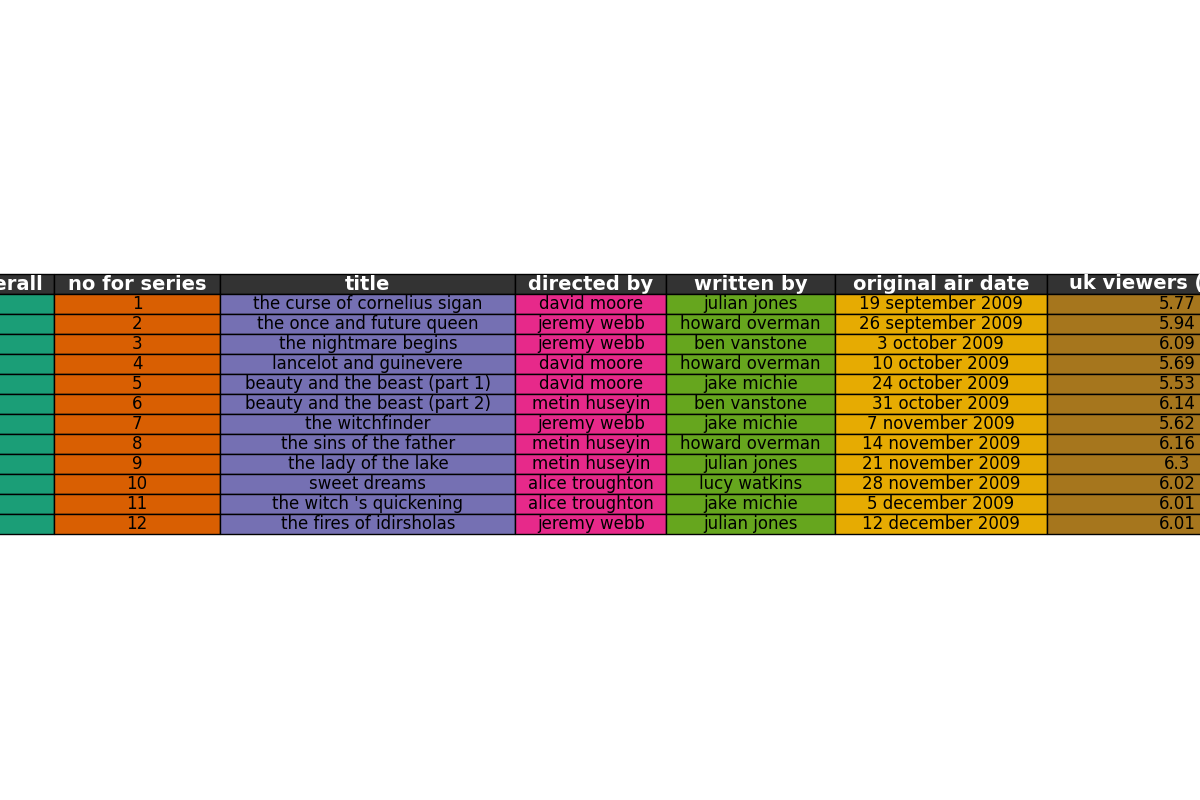 erall no for series title directed by written by original air date uk viewers (
1 the curse of cornelius sigan david moore julian jones 19 september 2009 5.77
2 the once and future queen jeremy webb howard overman 26 september 2009 5.94
3 the nightmare begins jeremy webb ben vanstone 3 october 2009 6.09
4 lancelot and guinevere david moore howard overman 10 october 2009 5.69
5 beauty and the beast (part 1) david moore jake michie 24 october 2009 5.53
6 beauty and the beast (part 2) metin huseyin ben vanstone 31 october 2009 6.14
7 the witchfinder jeremy webb jake michie 7 november 2009 5.62
8 the sins of the father metin huseyin howard overman 14 november 2009 6.16
9 the lady of the lake metin huseyin julian jones 21 november 2009 6.3
10 sweet dreams alice troughton lucy watkins 28 november 2009 6.02
11 the witch 's quickening alice troughton jake michie 5 december 2009 6.01
12 the fires of idirsholas jeremy webb julian jones 12 december 2009 6.01